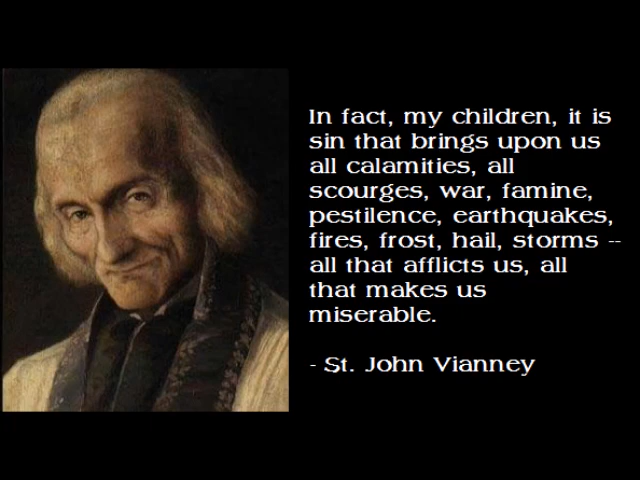 In fact, my children, it is
sin that brings upon us
all calamities, all
scourges, war, famine,
pestilence, earthquakes,
fires, frost, hail, storms --
all that afflicts us, all
that makes us
miserable.
- St. John Vianney